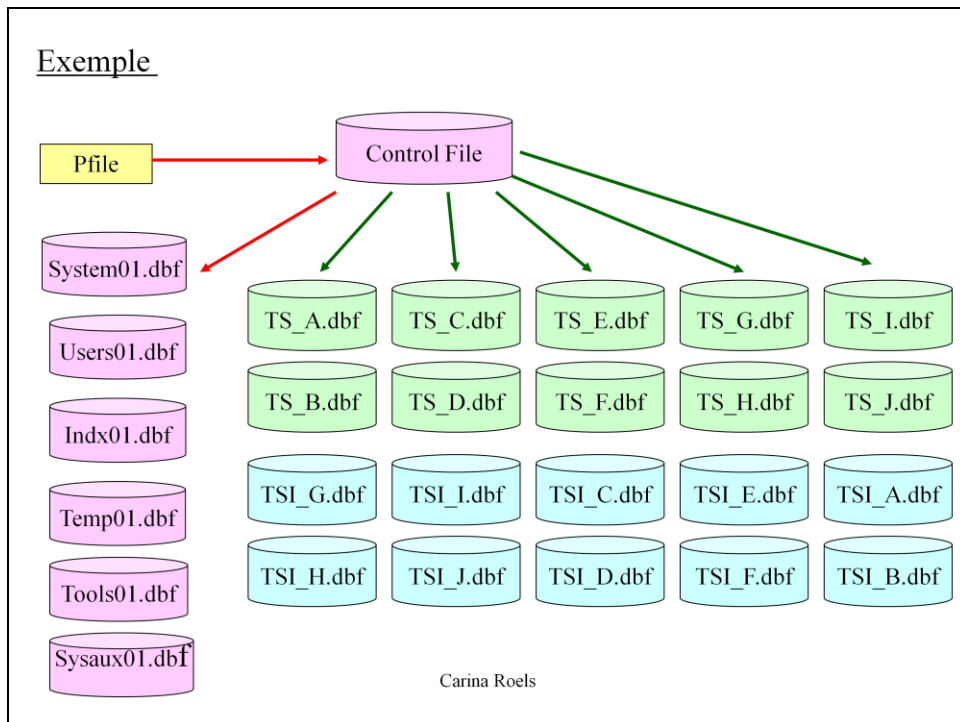 Exemple
Pfile
Control File
System01.dbf
Users01.dbf
Indx01.dbf
Temp01.dbf
Tools01.dbf
Sysaux01.dbf
TS_A.dbf TS_C.dbf TS_E.dbf TS_G.dbf TS_I.dbf
TS_B.dbf TS_D.dbf TS_F.dbf TS_H.dbf TS_J.dbf
TSI_G.dbf TSI_I.dbf TSI_C.dbf TSI_E.dbf TSI_A.dbf
TSI_H.dbf TSI_J.dbf TSI_D.dbf TSI_F.dbf TSI_B.dbf
Carina Roels